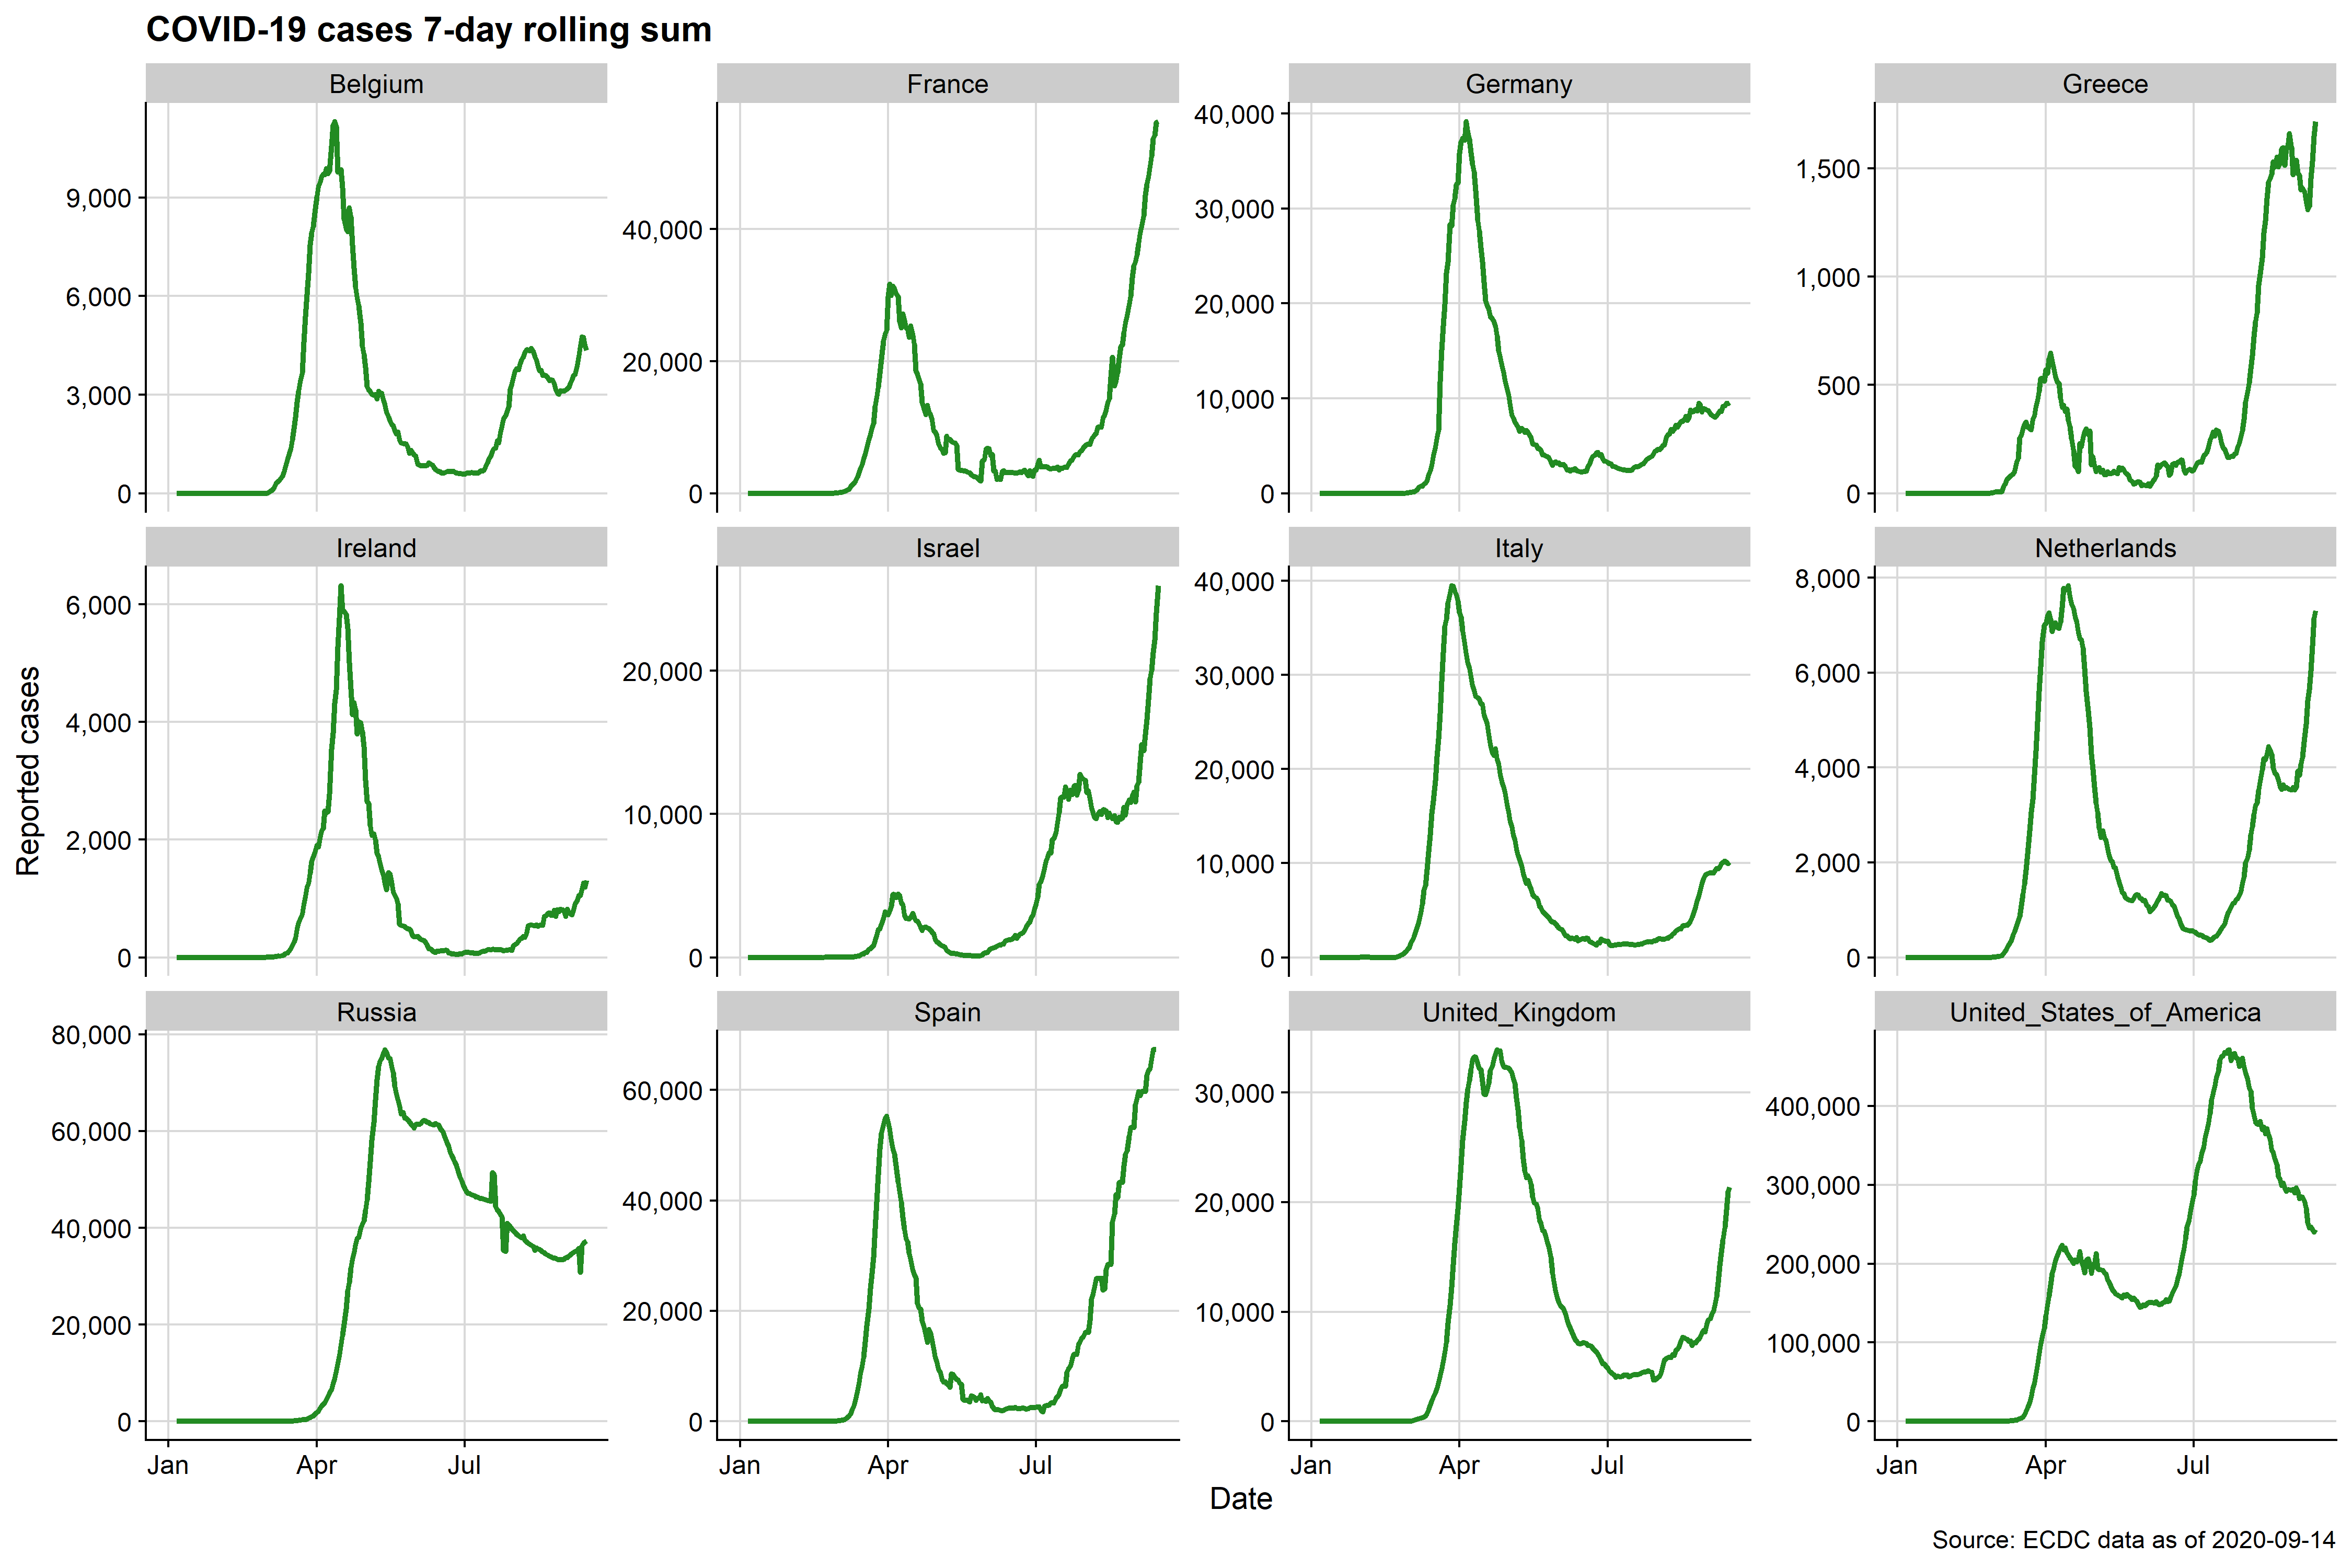 COVID-19 cases 7-day rolling sum
Belgium
France
Germany
Greece
9,000
6,000
3,000
0
40,000
20,000
0
40,000
30,000
20,000
10,000
0
1,500
1,000
500
0
Ireland
Israel
Italy
Netherlands
6,000
4,000
2,000
0
20,000
10,000
0
40,000
30,000
20,000
10,000
0
8,000
6,000
4,000
2,000
0
Reported cases
Russia
Spain
United_Kingdom
United_States_of_America
80,000
60,000
40,000
20,000
0
60,000
40,000
20,000
0
30,000
20,000
10,000
0
400,000
300,000
200,000
100,000
0
Jan Apr Jul
Jan Apr Jul
Jan Apr Jul
Jan Apr Jul
Date
Source: ECDC data as of 2020-09-14